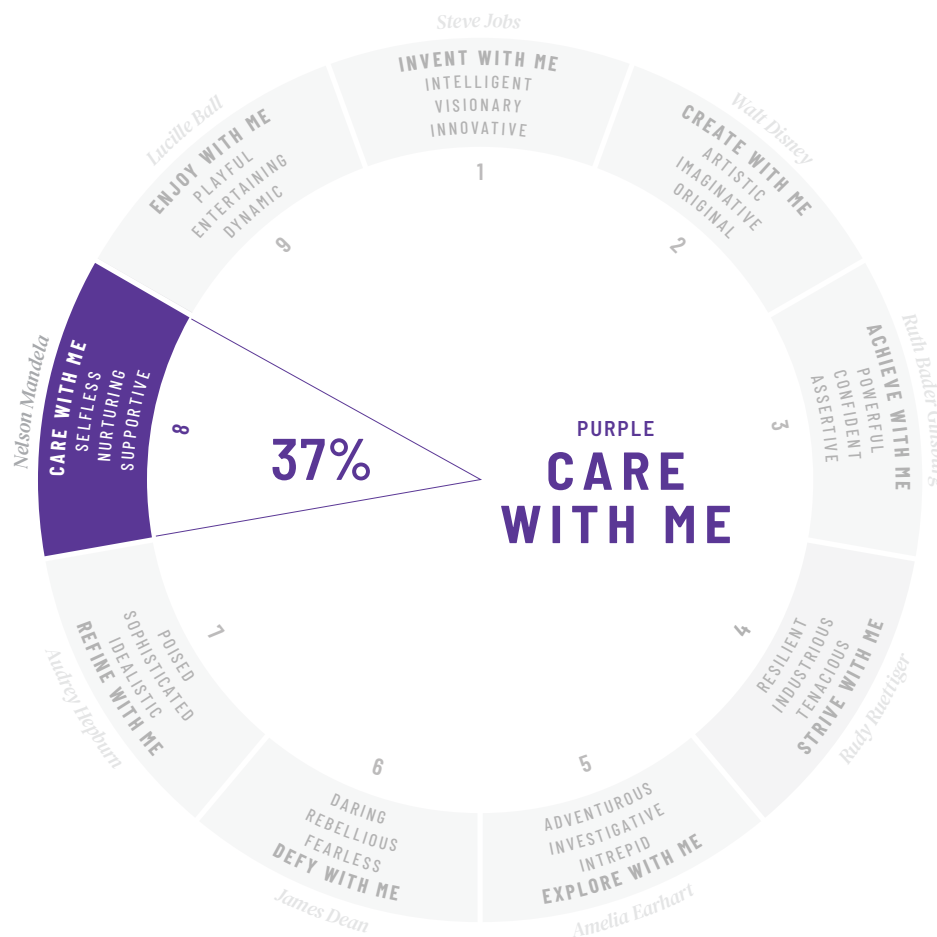 Steve Jobs
INVENT WITH ME
INTELLIGENT
VISIONARY
INNOVATIVE
1
Walt Disney
CREATE WITH ME
ARTISTIC
IMAGINATIVE
ORIGINAL
2
Ruth Bader Ginsburg
ACHIEVE WITH ME
POWERFUL
CONFIDENT
ASSERTIVE
3
RESILIENT
INDUSTRIOUS
TENACIOUS
STRIVE WITH ME
Rudy Ruettiger
4
5
ADVENTUROUS
INVESTIGATIVE
INTREPID
EXPLORE WITH ME
Amelia Earhart
6
DARING
REBELLIOUS
FEARLESS
DEFY WITH ME
James Dean
7
POISED
SOPHISTICATED
IDEALISTIC
REFINE WITH ME
Audrey Hepburn
Nelson Mandela
CARE WITH ME
SELFLESS
NURTURING
SUPPORTIVE
8
Lucille Ball
ENJOY WITH ME
PLAYFUL
ENTERTAINING
DYNAMIC
9
37%
PURPLE
CARE
WITH ME